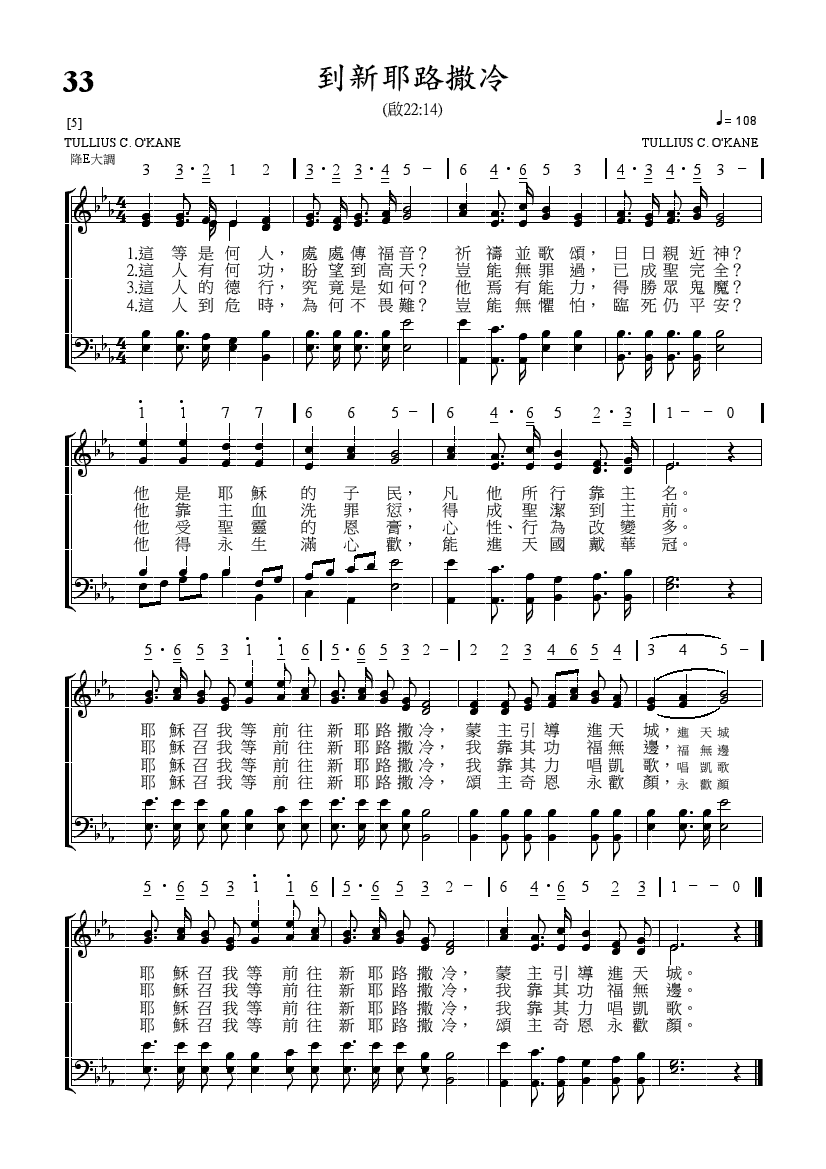 33
到新耶路撒冷
(啟22:14)
[5]
♩= 108
TULLIUS C. O'KANE
TULLIUS C. O'KANE
降E大調
3 3·2 1 2 | 3·2 3·4 5 – | 6 4·6 5 3 | 4·3 4·5 3 – |
1.這 等 是 何 人， 處 處 傳 福 音？ 祈 禱 並 歌 頌， 日 日 親 近 神？
2.這 人 有 何 功， 盼 望 到 高 天？ 豈 能 無 罪 過， 已 成 聖 完 全？
3.這 人 的 德 行， 究 竟 是 如 何？ 他 焉 有 能 力， 得 勝 眾 鬼 魔？
4.這 人 到 危 時， 為 何 不 畏 難？ 豈 能 無 懼 怕， 臨 死 仍 平 安？
1 1 7 7 | 6 6 5 – | 6 4·6 5 2·3 | 1 – – 0 |
他 是 耶 穌 的 子 民， 凡 他 所 行 靠 主 名。
他 靠 主 血 洗 罪 愆， 得 成 聖 潔 到 主 前。
他 受 聖 靈 的 恩 膏， 心 性、 行 為 改 變 多。
他 得 永 生 滿 心 歡， 能 進 天 國 戴 華 冠。
5·6 5 3 1 1 6 | 5·5 5 3 2 – | 2 2 3 4 6 5 4 | 3 4 5 – |
耶 穌 召 我 等 前 往 新 耶 路 撒 冷， 蒙 主 引 導 進 天 城， 進 天 城
耶 穌 召 我 等 前 往 新 耶 路 撒 冷， 我 靠 其 功 福 無 邊， 福 無 邊
耶 穌 召 我 等 前 往 新 耶 路 撒 冷， 我 靠 其 力 唱 凱 歌， 唱 凱 歌
耶 穌 召 我 等 前 往 新 耶 路 撒 冷， 頌 主 奇 恩 永 歡 顏， 永 歡 顏
5·6 5 3 1 1 6 | 5·5 5 3 2 – | 6 4·6 5 2 3 | 1 – – 0
耶 穌 召 我 等 前 往 新 耶 路 撒 冷， 蒙 主 引 導 進 天 城。
耶 穌 召 我 等 前 往 新 耶 路 撒 冷， 我 靠 其 功 福 無 邊。
耶 穌 召 我 等 前 往 新 耶 路 撒 冷， 我 靠 其 力 唱 凱 歌。
耶 穌 召 我 等 前 往 新 耶 路 撒 冷， 頌 主 奇 恩 永 歡 顏。